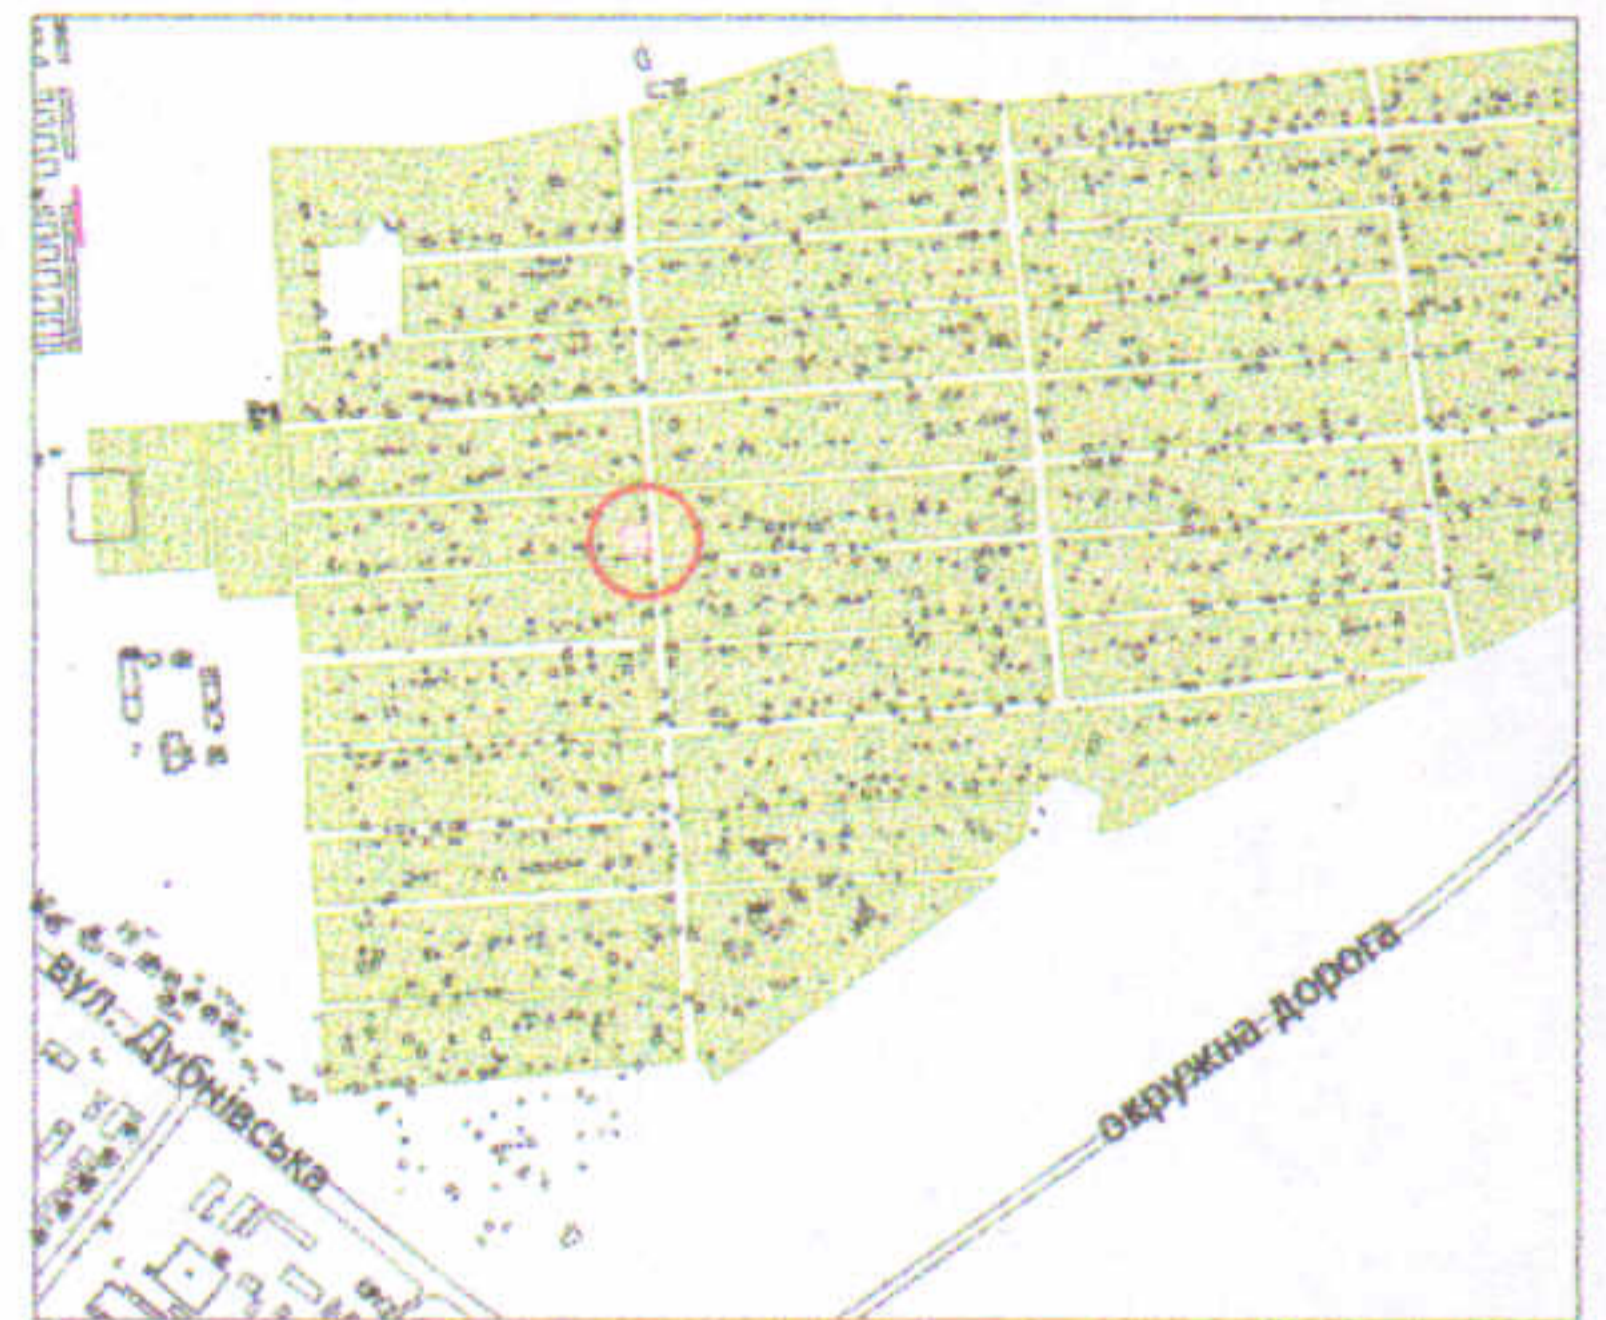 вул. Дубнівська
окружна дорога